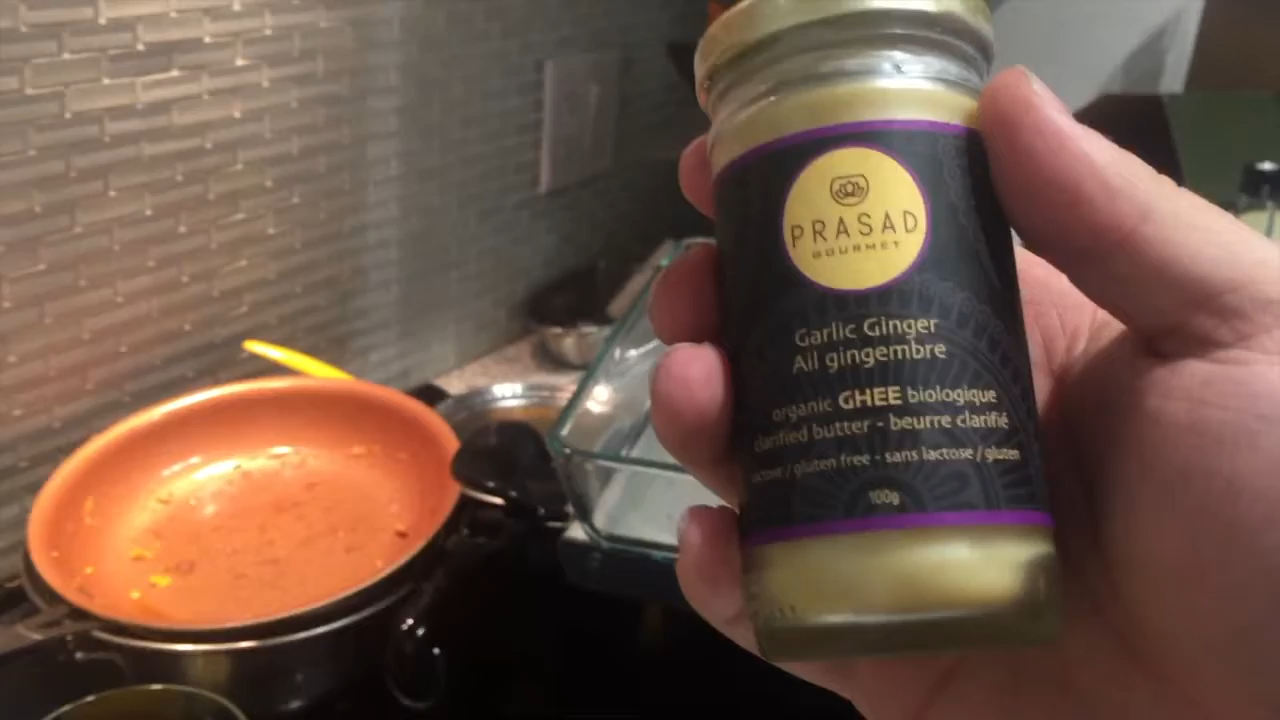 PRASAD
GOURMET
Garlic Ginger
Ail gingembre
organic GHEE biologique
clarified butter - beurre clarifié
lactose / gluten free - sans lactose / gluten
100g